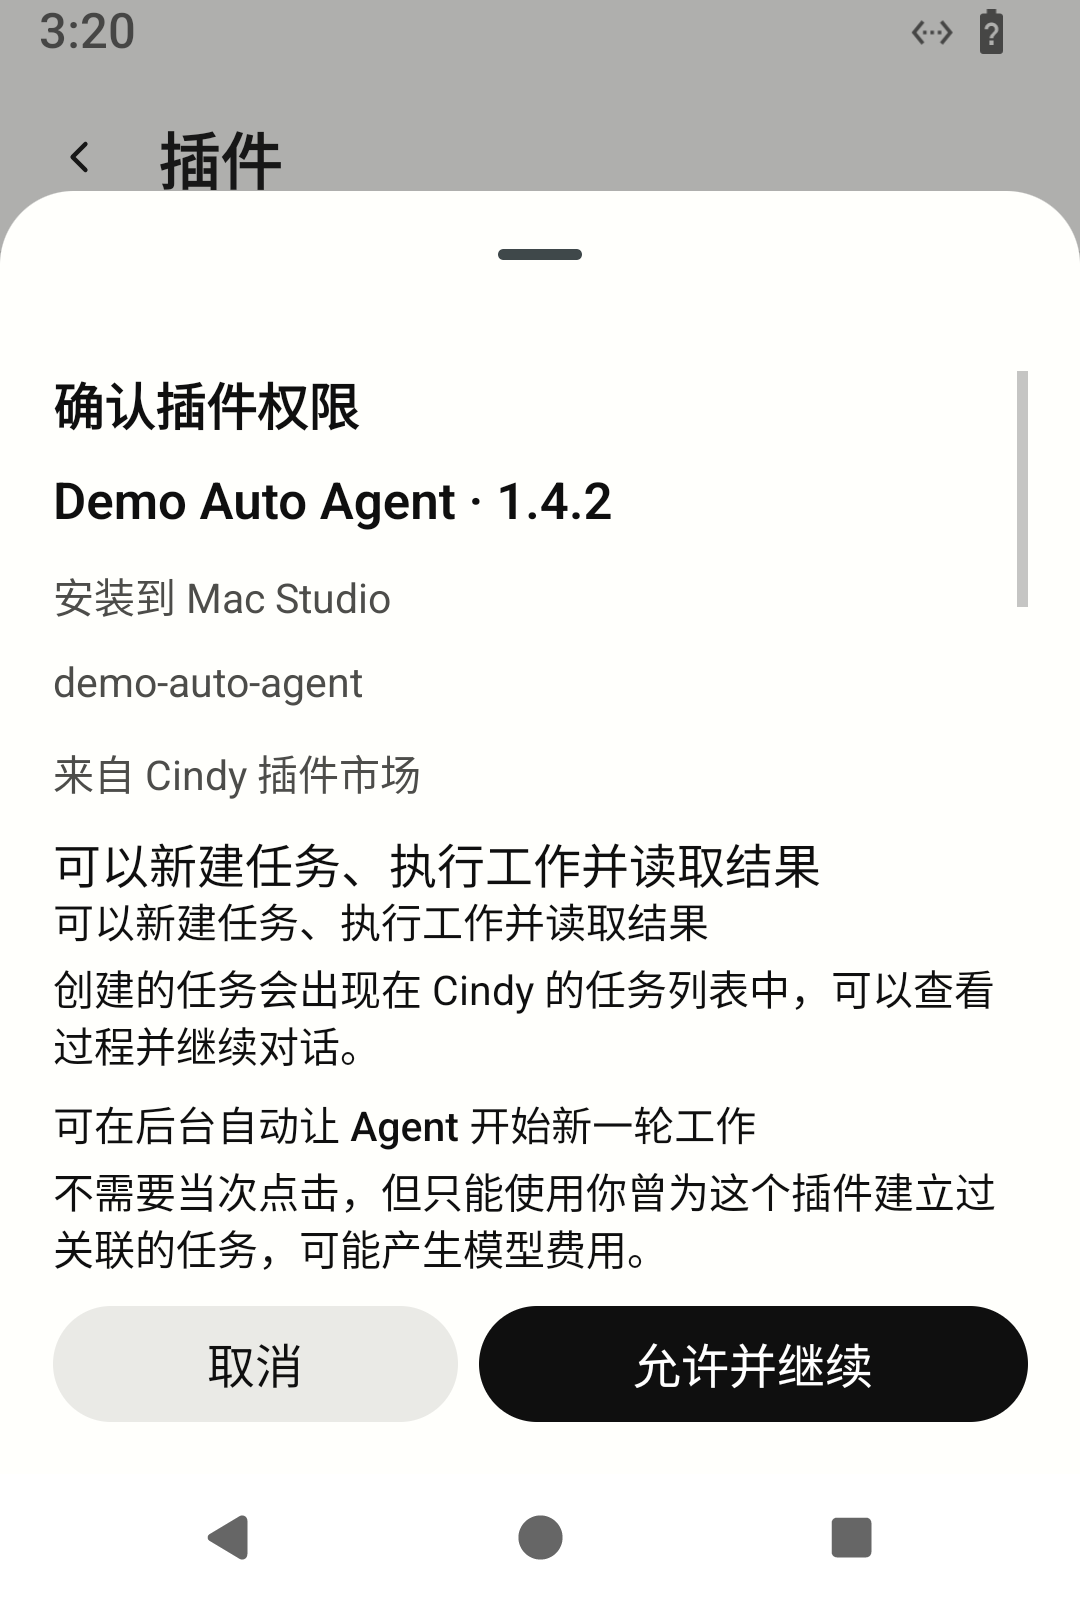 3:20
插件
确认插件权限
Demo Auto Agent · 1.4.2
安装到 Mac Studio
demo-auto-agent
来自 Cindy 插件市场
可以新建任务、执行工作并读取结果
可以新建任务、执行工作并读取结果
创建的任务会出现在 Cindy 的任务列表中，可以查看
过程并继续对话。
可在后台自动让 Agent 开始新一轮工作
不需要当次点击，但只能使用你曾为这个插件建立过
关联的任务，可能产生模型费用。
取消
允许并继续